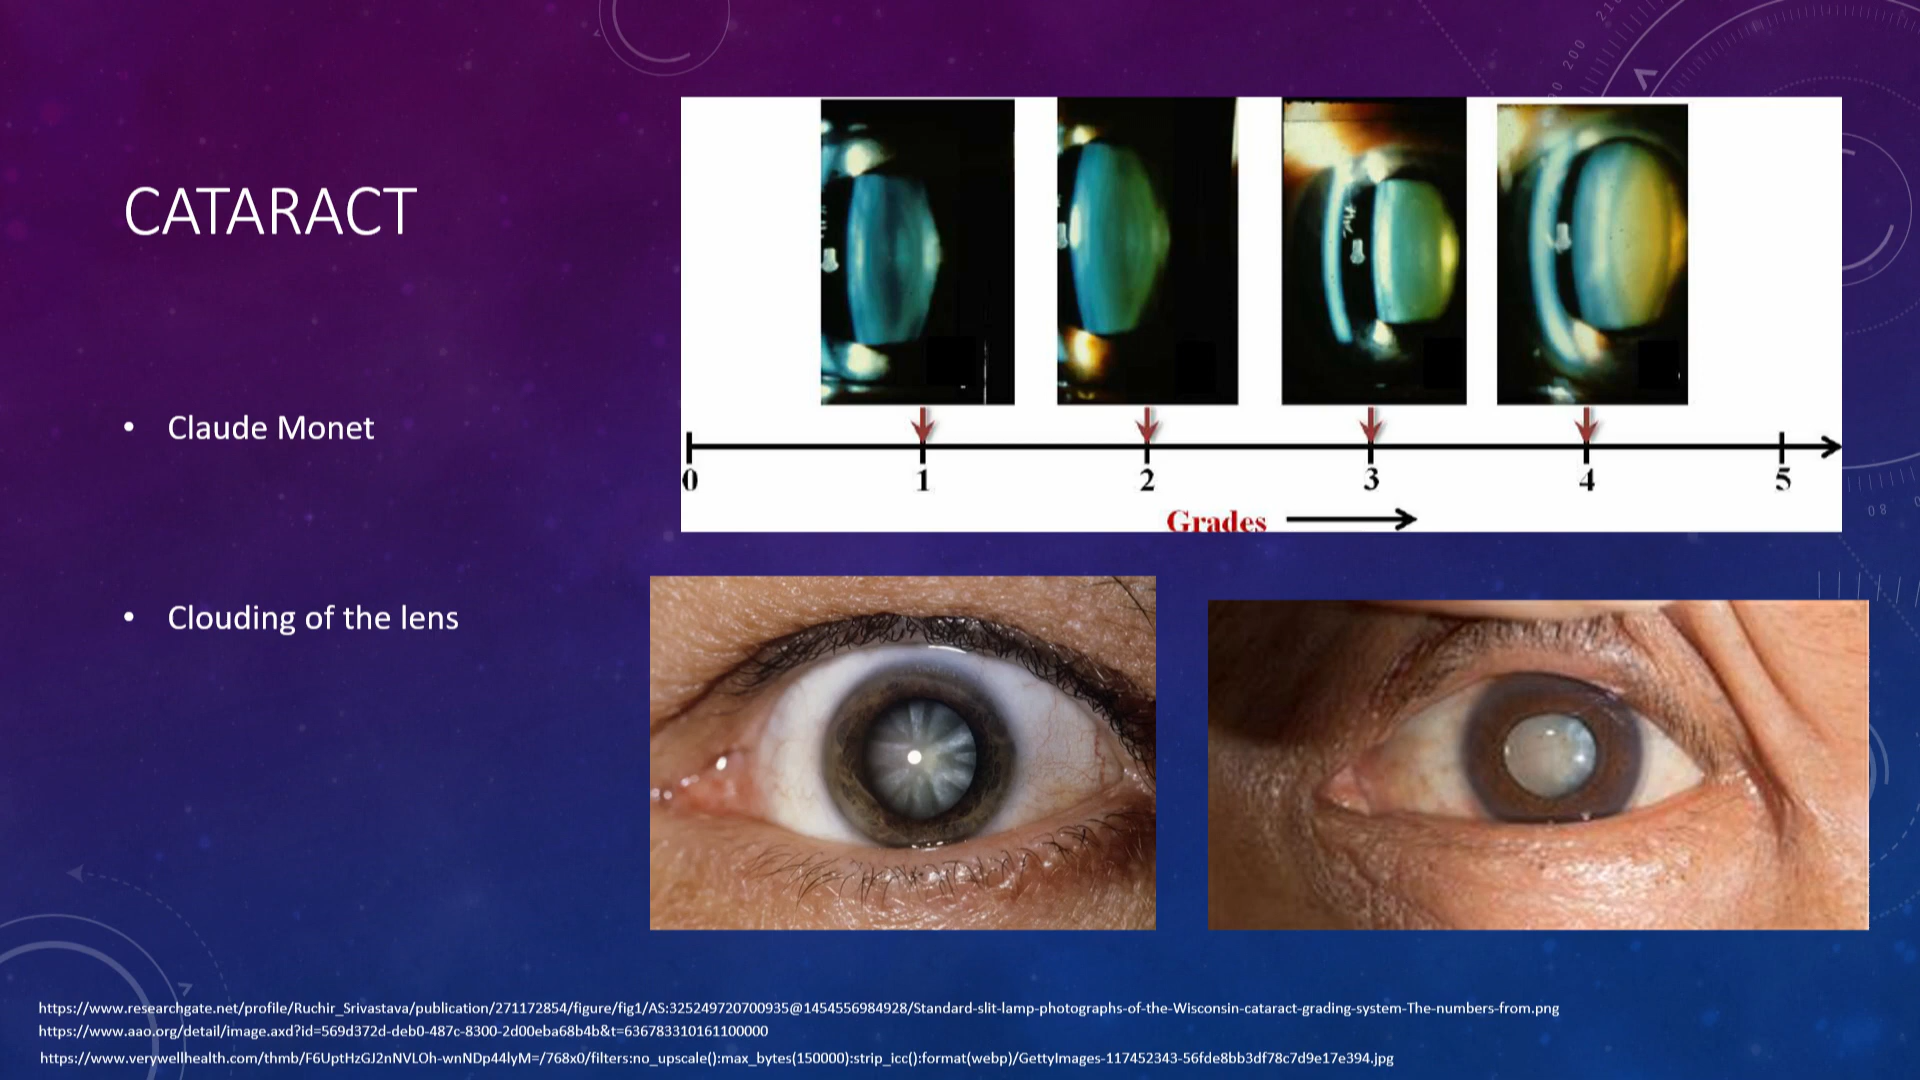 CATARACT
• Claude Monet
• Clouding of the lens
0 1 2 3 4 5
Grades
https://www.researchgate.net/profile/Ruchir_Srivastava/publication/271172854/figure/fig1/AS:325249720700935@1454556984928/Standard-slit-lamp-photographs-of-the-Wisconsin-cataract-grading-system-The-numbers-from.png
https://www.aao.org/detail/image.axd?id=569d372d-deb0-487c-8300-2d00eba68b4b&t=636783310161100000
https://www.verywellhealth.com/thmb/F6UptHzGJ2nNVLOh-wnNDp44lyM=/768x0/filters:no_upscale():max_bytes(150000):strip_icc():format(webp)/GettyImages-117452343-56fde8bb3df78c7d9e17e394.jpg
200
80